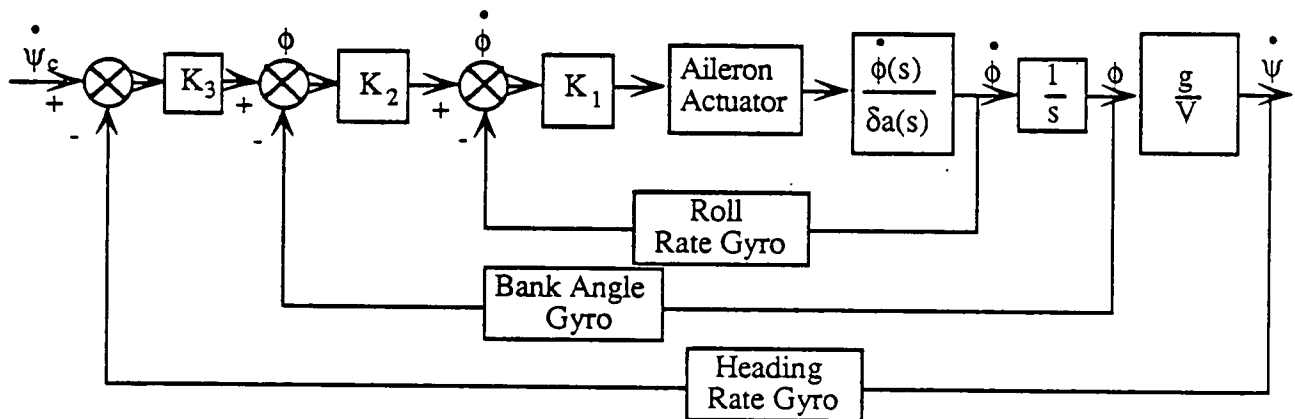 ψ̇c
+
-
K3
+
ϕ
-
K2
+
ϕ̇
-
K1
Aileron
Actuator
ϕ̇(s)
δa(s)
ϕ̇
1
s
ϕ
g
V
ψ̇
Roll
Rate Gyro
Bank Angle
Gyro
Heading
Rate Gyro